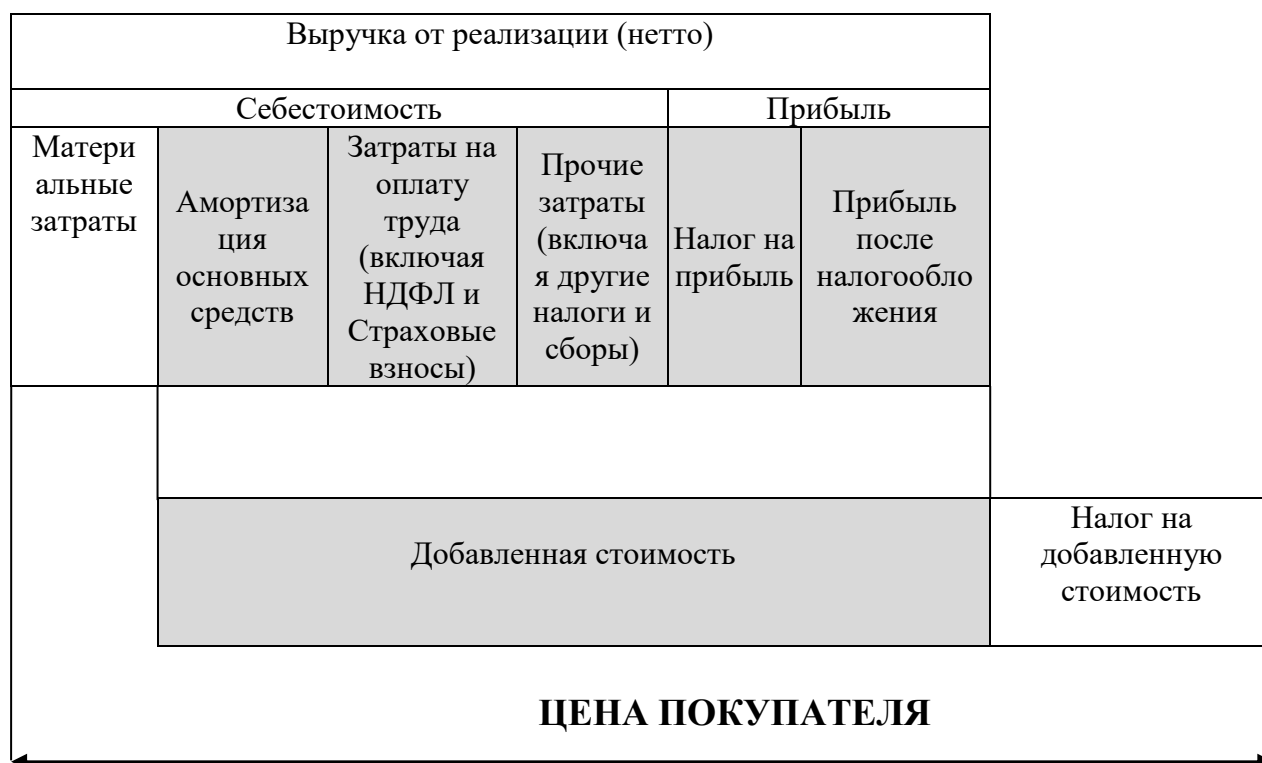 Выручка от реализации (нетто)
Себестоимость
Прибыль
Матери
альные
затраты
Амортиза
ция
основных
средств
Затраты на
оплату
труда
(включая
НДФЛ и
Страховые
взносы)
Прочие
затраты
(включа
я другие
налоги и
сборы)
Налог на
прибыль
Прибыль
после
налогообло
жения
Добавленная стоимость
Налог на
добавленную
стоимость
ЦЕНА ПОКУПАТЕЛЯ